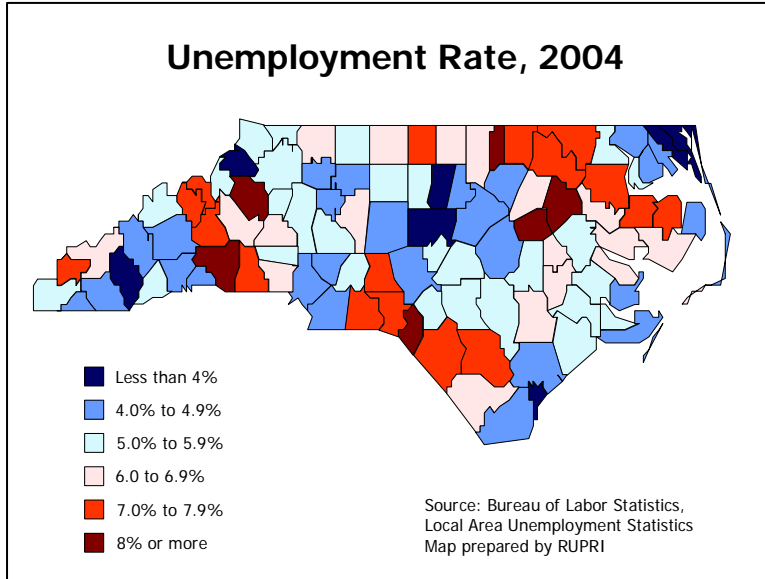 Unemployment Rate, 2004
Less than 4%
4.0% to 4.9%
5.0% to 5.9%
6.0 to 6.9%
7.0% to 7.9%
8% or more
Source: Bureau of Labor Statistics,
Local Area Unemployment Statistics
Map prepared by RUPRI